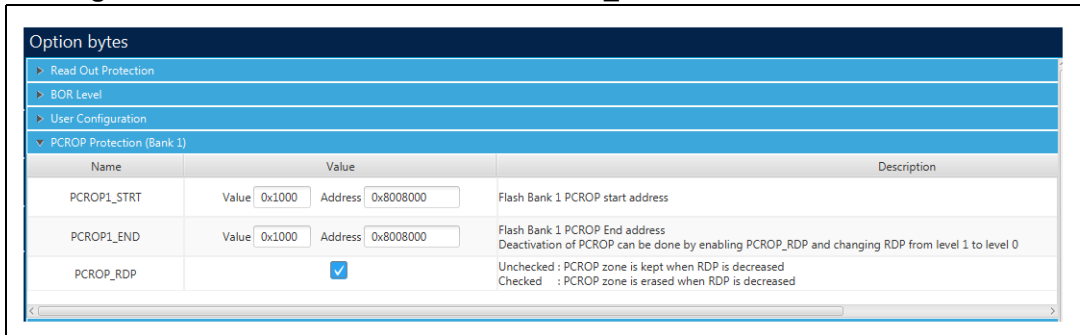 Option bytes
Read Out Protection
BOR Level
User Configuration
PCROP Protection (Bank 1)
Name Value Description
PCROP1_STRT Value 0x1000 Address 0x8008000 Flash Bank 1 PCROP start address
PCROP1_END Value 0x1000 Address 0x8008000 Flash Bank 1 PCROP End address
Deactivation of PCROP can be done by enabling PCROP_RDP and changing RDP from level 1 to level 0
PCROP_RDP Unchecked : PCROP zone is kept when RDP is decreased
Checked : PCROP zone is erased when RDP is decreased